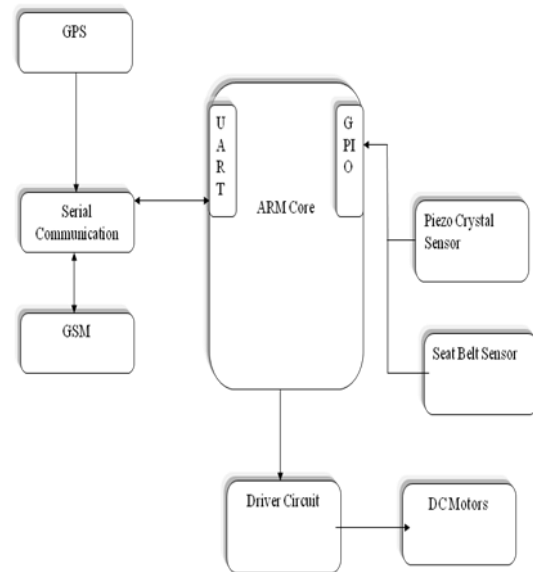 GPS
U
A
R
T
G
PI
O
ARM Core
Serial
Communication
Piezo Crystal
Sensor
GSM
Seat Belt Sensor
Driver Circuit
DC Motors